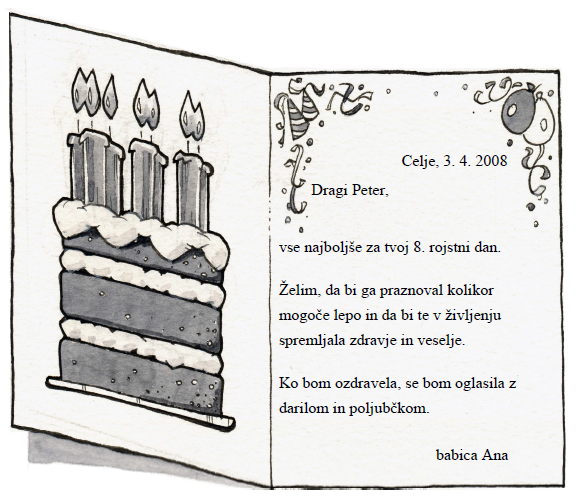 Celje, 3. 4. 2008
Dragi Peter,
vse najboljše za tvoj 8. rojstni dan.
Želim, da bi ga praznoval kolikor
mogoče lepo in da bi te v življenju
spremljala zdravje in veselje.
Ko bom ozdravela, se bom oglasila z
darilom in poljubčkom.
babica Ana